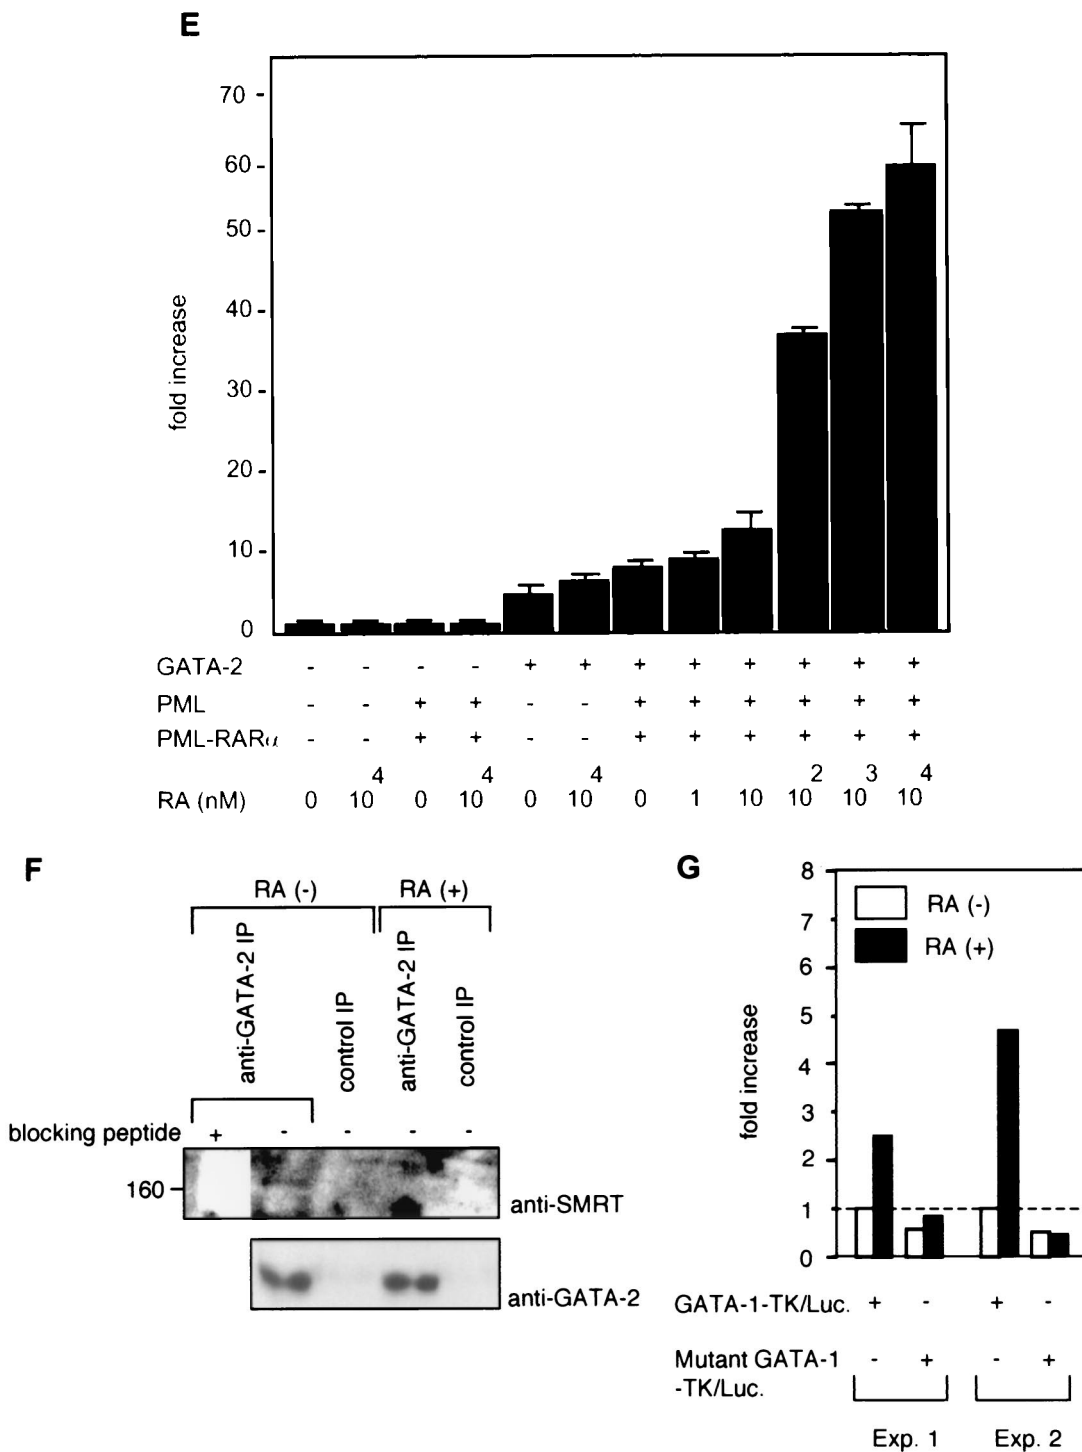 E
70
60
50
40
30
20
10
0
fold increase
GATA-2 - - - - + + + + + + + +
PML - - + + - - + + + + + +
PML-RARα - - + + - - + + + + + +
4 4 4 2 3 4
RA (nM) 0 10 0 10 0 10 0 1 10 10 10 10
F
RA (-) RA (+)
anti-GATA-2 IP
control IP
anti-GATA-2 IP
control IP
blocking peptide + - - - -
160
anti-SMRT
anti-GATA-2
G
8
7
6
5
4
3
2
1
0
fold increase
RA (-)
RA (+)
GATA-1-TK/Luc. + - + -
Mutant GATA-1 - + - +
-TK/Luc.
Exp. 1 Exp. 2